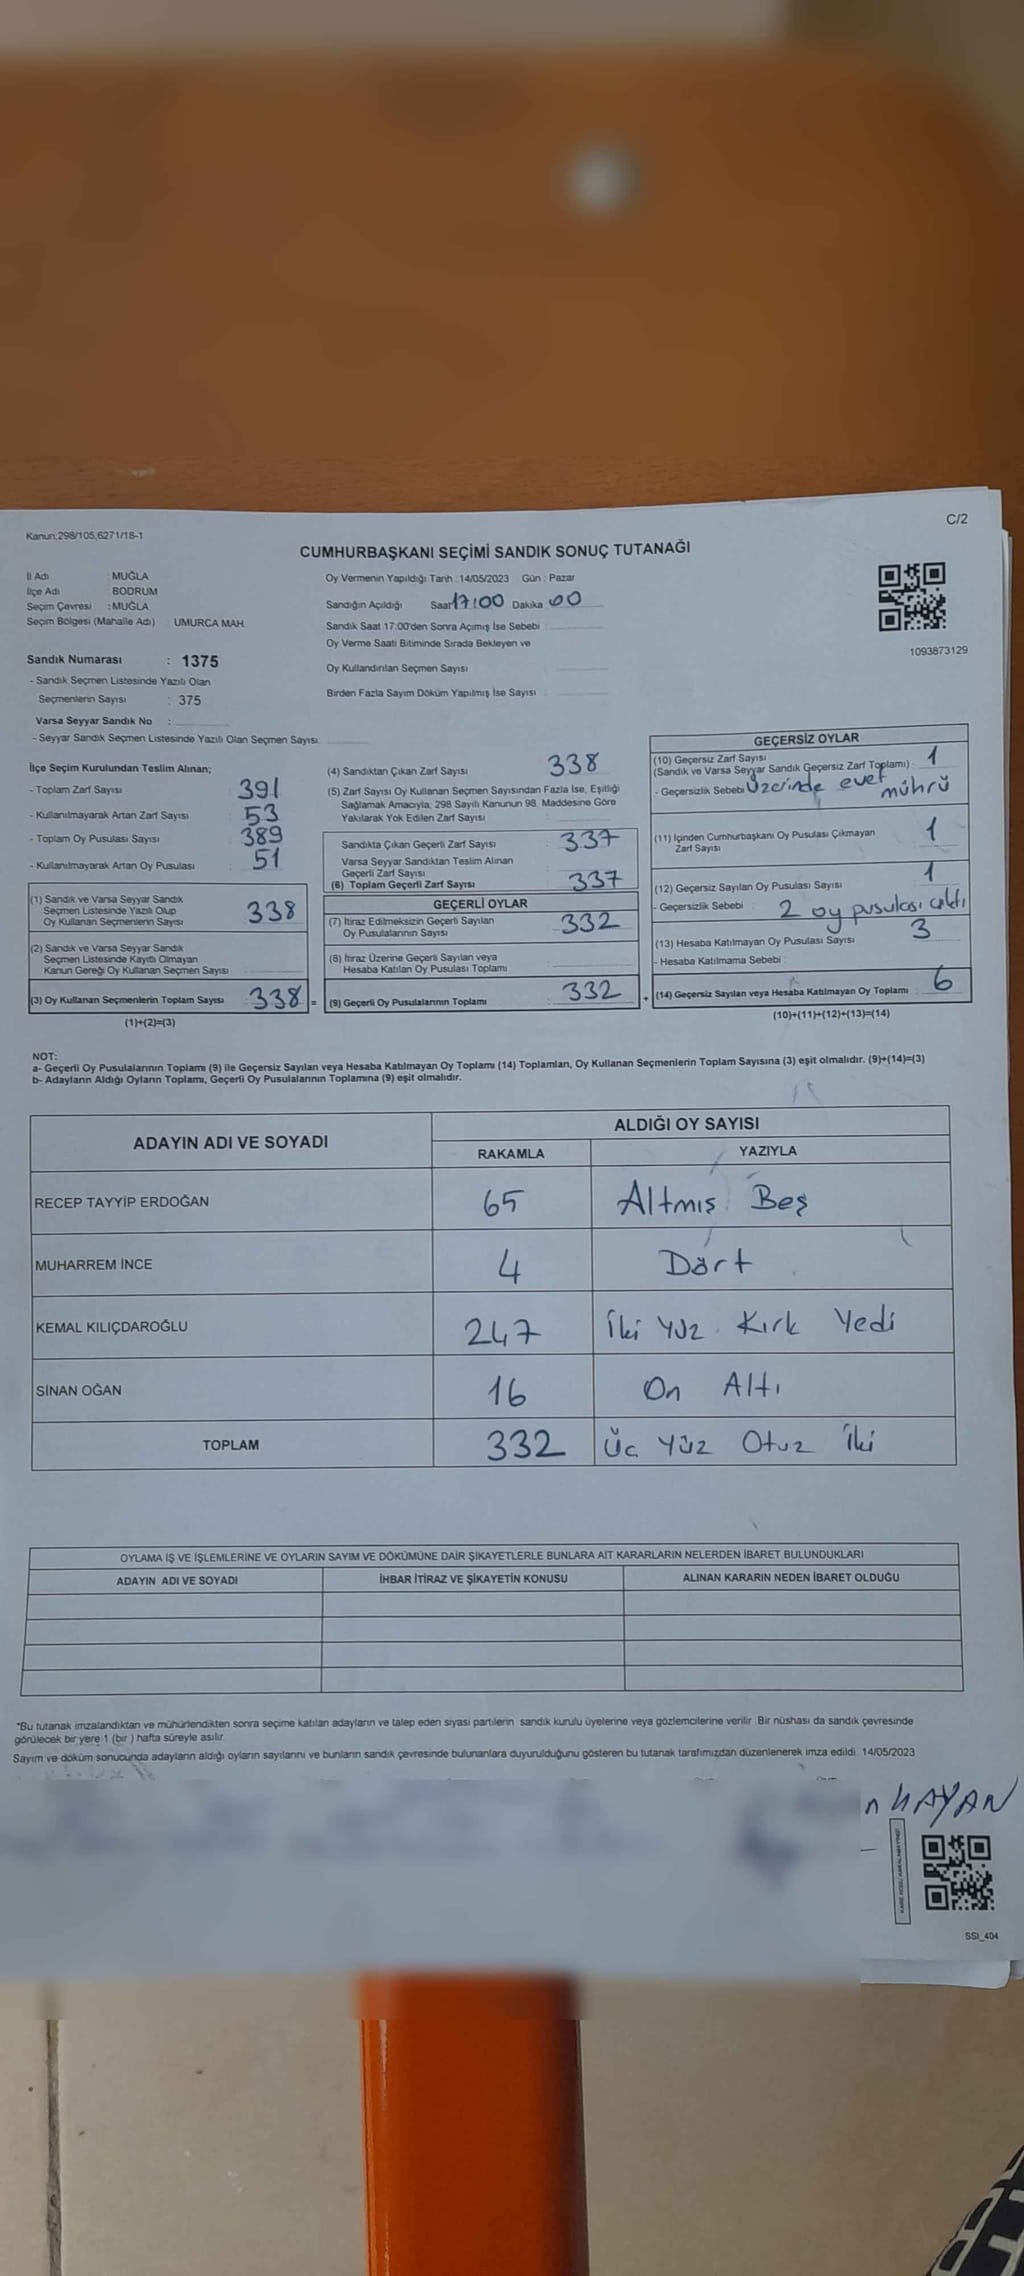 C/2
Kanun;298/105,6271/18-1
CUMHURBAŞKANI SEÇİMİ SANDIK SONUÇ TUTANAĞI
İl Adı : MUĞLA
İlçe Adı : BODRUM
Seçim Çevresi : MUĞLA
Seçim Bölgesi (Mahalle Adı) : UMURCA MAH.
Sandık Numarası : 1375
- Sandık Seçmen Listesinde Yazılı Olan
Seçmenlerin Sayısı : 375
Varsa Seyyar Sandık No :
- Seyyar Sandık Seçmen Listesinde Yazılı Olan Seçmen Sayısı:
Oy Vermenin Yapıldığı Tarih : 14/05/2023 Gün : Pazar
Sandığın Açıldığı Saat 17:00 Dakika 00
Sandık Saat 17:00'den Sonra Açımış İse Sebebi :
Oy Verme Saati Bitiminde Sırada Bekleyen ve
Oy Kullandırılan Seçmen Sayısı :
Birden Fazla Sayım Döküm Yapılmış İse Sayısı :
1093873129
İlçe Seçim Kurulundan Teslim Alınan;
- Toplam Zarf Sayısı : 391
- Kullanılmayarak Artan Zarf Sayısı : 53
- Toplam Oy Pusulası Sayısı : 389
- Kullanılmayarak Artan Oy Pusulası : 51
(1) Sandık ve Varsa Seyyar Sandık
Seçmen Listesinde Yazılı Olup
Oy Kullanan Seçmenlerin Sayısı : 338
(2) Sandık ve Varsa Seyyar Sandık
Seçmen Listesinde Kayıtlı Olmayan
Kanun Gereği Oy Kullanan Seçmen Sayısı :
(3) Oy Kullanan Seçmenlerin Toplam Sayısı : 338 =
(1)+(2)=(3)
(4) Sandıktan Çıkan Zarf Sayısı : 338
(5) Zarf Sayısı Oy Kullanan Seçmen Sayısından Fazla İse, Eşitliği
Sağlamak Amacıyla; 298 Sayılı Kanunun 98. Maddesine Göre
Yakılarak Yok Edilen Zarf Sayısı :
Sandıkta Çıkan Geçerli Zarf Sayısı : 337
Varsa Seyyar Sandıktan Teslim Alınan
Geçerli Zarf Sayısı :
(6) Toplam Geçerli Zarf Sayısı : 337
GEÇERLİ OYLAR
(7) İtiraz Edilmeksizin Geçerli Sayılan
Oy Pusulalarının Sayısı : 332
(8) İtiraz Üzerine Geçerli Sayılan veya
Hesaba Katılan Oy Pusulası Toplamı :
(9) Geçerli Oy Pusulalarının Toplamı : 332 +
GEÇERSİZ OYLAR
(10) Geçersiz Zarf Sayısı
(Sandık ve Varsa Seyyar Sandık Geçersiz Zarf Toplamı) : 1
- Geçersizlik Sebebi : Üzerinde evet
mührü
(11) İçinden Cumhurbaşkanı Oy Pusulası Çıkmayan
Zarf Sayısı : 1
(12) Geçersiz Sayılan Oy Pusulası Sayısı : 1
- Geçersizlik Sebebi : 2 oy pusulası çıktı
(13) Hesaba Katılmayan Oy Pusulası Sayısı : 3
- Hesaba Katılmama Sebebi :
(14) Geçersiz Sayılan veya Hesaba Katılmayan Oy Toplamı : 6
(10)+(11)+(12)+(13)=(14)
NOT:
a- Geçerli Oy Pusulalarının Toplamı (9) ile Geçersiz Sayılan veya Hesaba Katılmayan Oy Toplamı (14) Toplamları, Oy Kullanan Seçmenlerin Toplam Sayısına (3) eşit olmalıdır. (9)+(14)=(3)
b- Adayların Aldığı Oyların Toplamı, Geçerli Oy Pusulalarının Toplamına (9) eşit olmalıdır.
ADAYIN ADI VE SOYADI
ALDIĞI OY SAYISI
RAKAMLA YAZIYLA
RECEP TAYYİP ERDOĞAN 65 Altmış Beş
MUHARREM İNCE 4 Dört
KEMAL KILIÇDAROĞLU 247 İki Yüz Kırk Yedi
SİNAN OĞAN 16 On Altı
TOPLAM 332 Üç Yüz Otuz İki
OYLAMA İŞ VE İŞLEMLERİNE VE OYLARIN SAYIM VE DÖKÜMÜNE DAİR ŞİKAYETLERLE BUNLARA AİT KARARLARIN NELERDEN İBARET BULUNDUKLARI
ADAYIN ADI VE SOYADI İHBAR İTİRAZ VE ŞİKAYETİN KONUSU ALINAN KARARIN NEDEN İBARET OLDUĞU
*Bu tutanak imzalandıktan ve mühürlendikten sonra seçime katılan adayların ve talep eden siyasi partilerin sandık kurulu üyelerine veya gözlemcilerine verilir. Bir nüshası da sandık çevresinde
görülecek bir yere 1 (bir) hafta süreyle asılır.
Sayım ve döküm sonucunda adayların aldığı oyların sayılarını ve bunların sandık çevresinde bulunanlara duyurulduğunu gösteren bu tutanak tarafımızdan düzenlenerek imza edildi. 14/05/2023
SSI_404